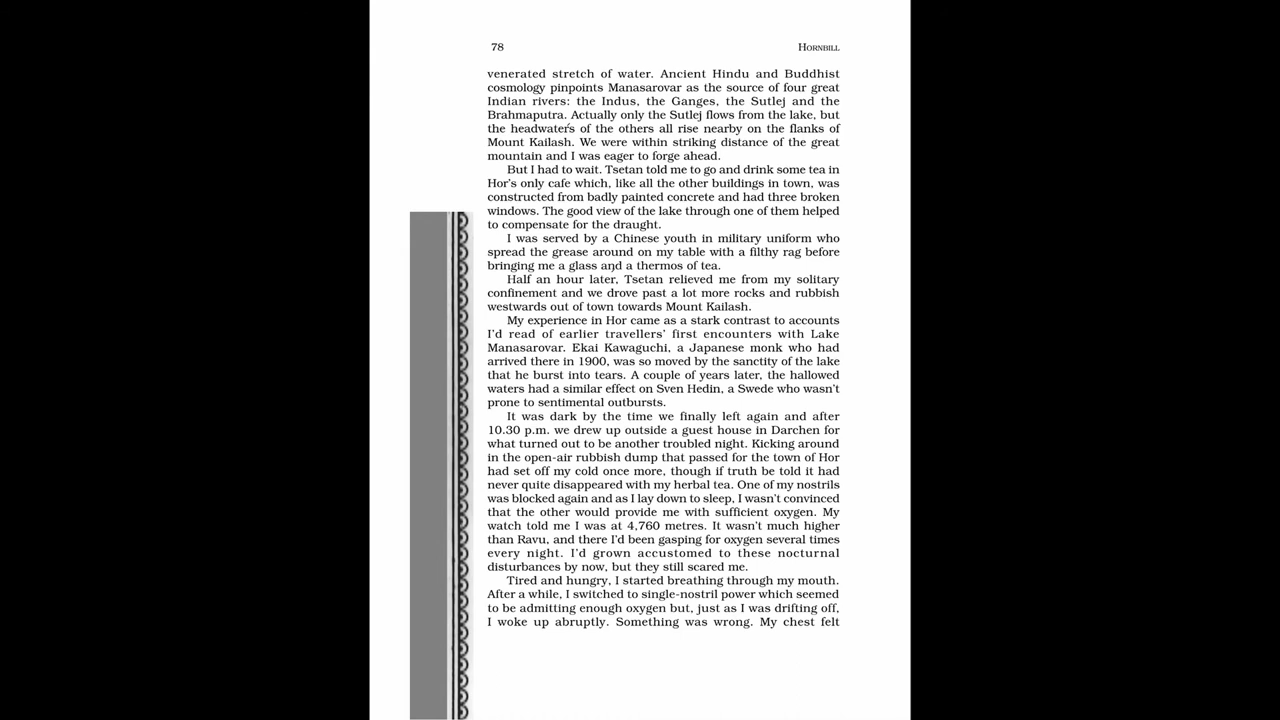 78
HORNBILL
venerated stretch of water. Ancient Hindu and Buddhist
cosmology pinpoints Manasarovar as the source of four great
Indian rivers: the Indus, the Ganges, the Sutlej and the
Brahmaputra. Actually only the Sutlej flows from the lake, but
the headwaters of the others all rise nearby on the flanks of
Mount Kailash. We were within striking distance of the great
mountain and I was eager to forge ahead.
But I had to wait. Tsetan told me to go and drink some tea in
Hor's only cafe which, like all the other buildings in town, was
constructed from badly painted concrete and had three broken
windows. The good view of the lake through one of them helped
to compensate for the draught.
I was served by a Chinese youth in military uniform who
spread the grease around on my table with a filthy rag before
bringing me a glass and a thermos of tea.
Half an hour later, Tsetan relieved me from my solitary
confinement and we drove past a lot more rocks and rubbish
westwards out of town towards Mount Kailash.
My experience in Hor came as a stark contrast to accounts
I'd read of earlier travellers' first encounters with Lake
Manasarovar. Ekai Kawaguchi, a Japanese monk who had
arrived there in 1900, was so moved by the sanctity of the lake
that he burst into tears. A couple of years later, the hallowed
waters had a similar effect on Sven Hedin, a Swede who wasn't
prone to sentimental outbursts.
It was dark by the time we finally left again and after
10.30 p.m. we drew up outside a guest house in Darchen for
what turned out to be another troubled night. Kicking around
in the open-air rubbish dump that passed for the town of Hor
had set off my cold once more, though if truth be told it had
never quite disappeared with my herbal tea. One of my nostrils
was blocked again and as I lay down to sleep, I wasn't convinced
that the other would provide me with sufficient oxygen. My
watch told me I was at 4,760 metres. It wasn't much higher
than Ravu, and there I'd been gasping for oxygen several times
every night. I'd grown accustomed to these nocturnal
disturbances by now, but they still scared me.
Tired and hungry, I started breathing through my mouth.
After a while, I switched to single-nostril power which seemed
to be admitting enough oxygen but, just as I was drifting off,
I woke up abruptly. Something was wrong. My chest felt